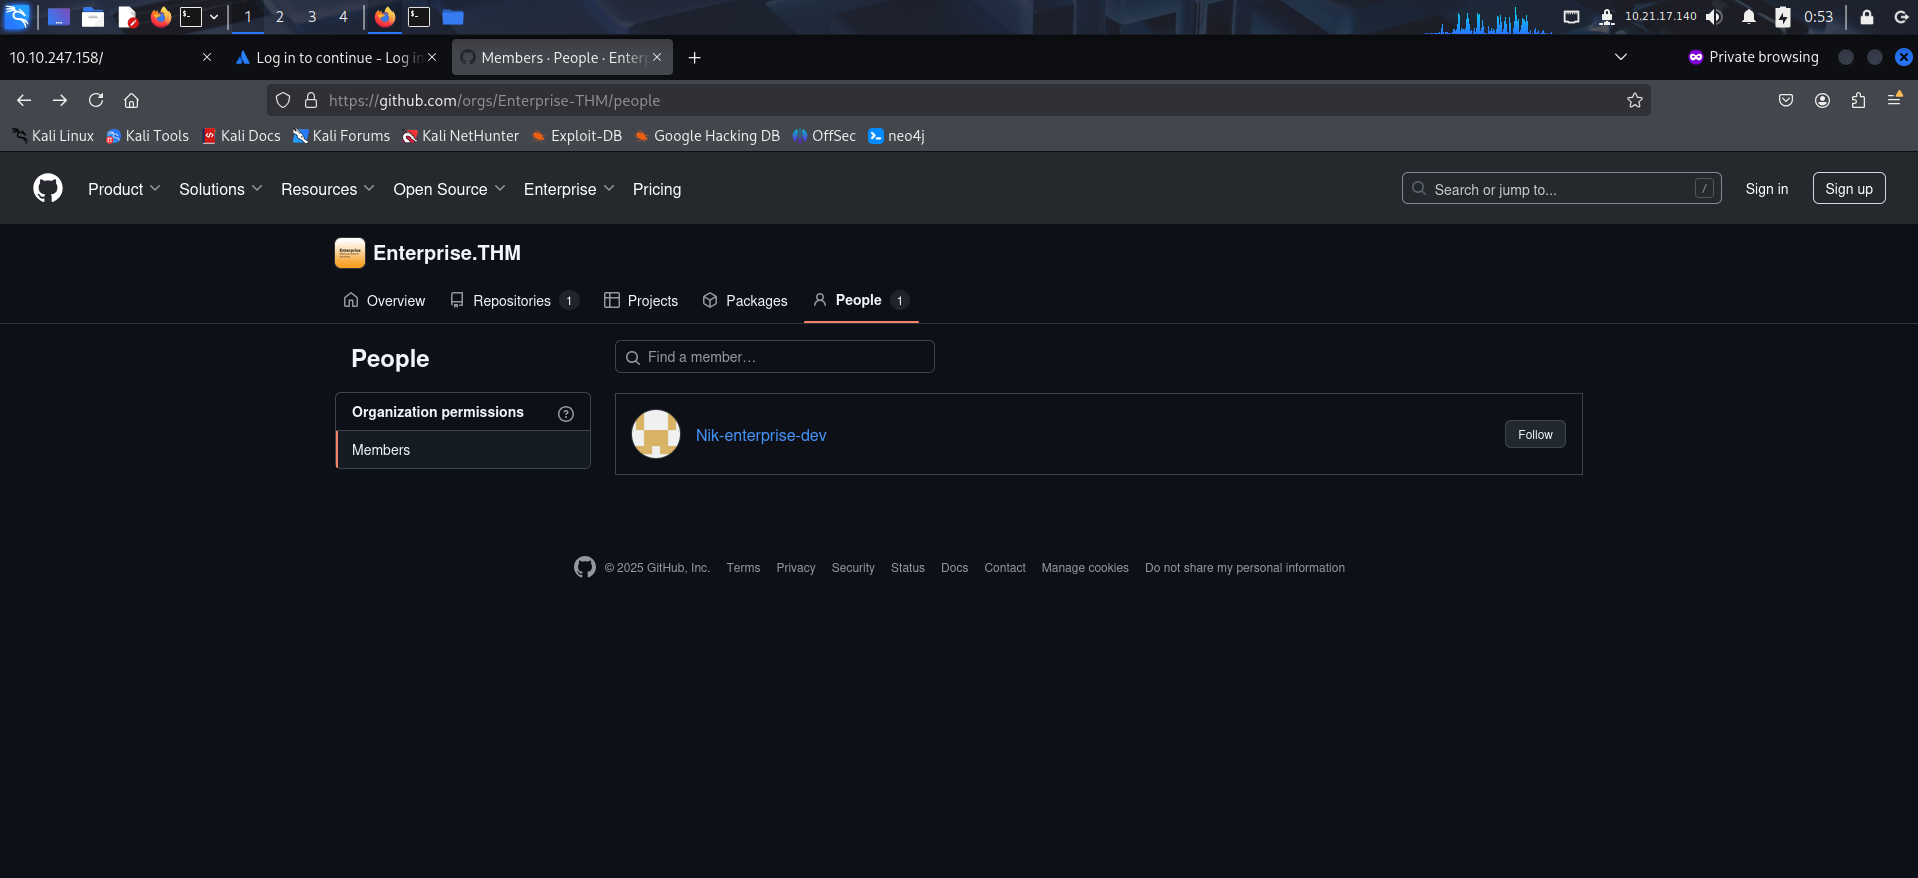 1 2 3 4 10.21.17.140 0:53
10.10.247.158/ Log in to continue - Log in Members · People · Enterp Private browsing
https://github.com/orgs/Enterprise-THM/people
Kali Linux Kali Tools Kali Docs Kali Forums Kali NetHunter Exploit-DB Google Hacking DB OffSec neo4j
Product Solutions Resources Open Source Enterprise Pricing Search or jump to... / Sign in Sign up
Enterprise.THM
Overview Repositories 1 Projects Packages People 1
People Find a member…
Organization permissions
Members
Nik-enterprise-dev Follow
© 2025 GitHub, Inc. Terms Privacy Security Status Docs Contact Manage cookies Do not share my personal information